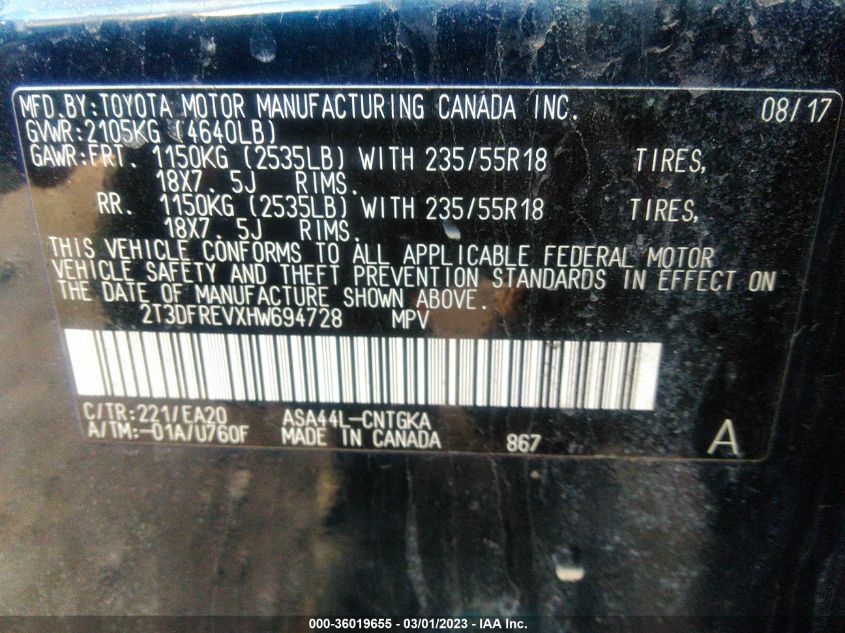 MFD.BY:TOYOTA MOTOR MANUFACTURING CANADA INC. 08/17
GVWR:2105KG (4640LB)
GAWR:FRT. 1150KG (2535LB) WITH 235/55R18 TIRES,
18X7. 5J RIMS.
RR. 1150KG (2535LB) WITH 235/55R18 TIRES,
18X7. 5J RIMS.
THIS VEHICLE CONFORMS TO ALL APPLICABLE FEDERAL MOTOR
VEHICLE SAFETY AND THEFT PREVENTION STANDARDS IN EFFECT ON
THE DATE OF MANUFACTURE SHOWN ABOVE.
2T3DFREVXHW694728 MPV
C/TR:221/EA20 ASA44L-CNTGKA
A/TM:-01A/U760F MADE IN CANADA 867 A
000-36019655 - 03/01/2023 - IAA Inc.